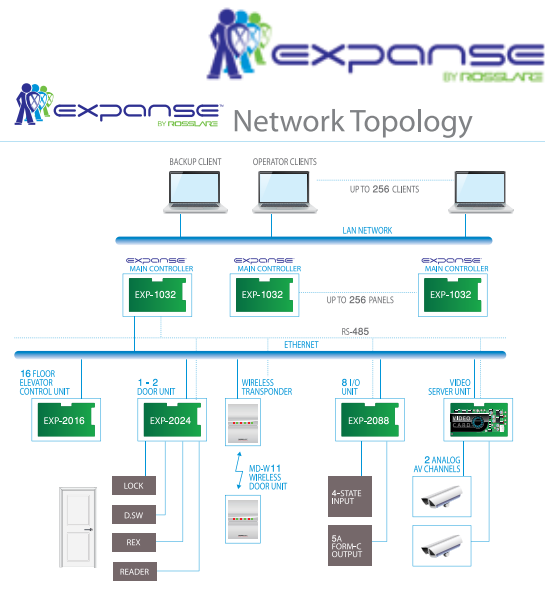 expanse
BY ROSSLARE
expanse™
BY ROSSLARE
Network Topology
BACKUP CLIENT
OPERATOR CLIENTS
UP TO 256 CLIENTS
LAN NETWORK
expanse
MAIN CONTROLLER
EXP-1032
expanse
MAIN CONTROLLER
EXP-1032
UP TO 256 PANELS
expanse
MAIN CONTROLLER
EXP-1032
RS-485
ETHERNET
16 FLOOR
ELEVATOR
CONTROL UNIT
EXP-2016
1 - 2
DOOR UNIT
EXP-2024
WIRELESS
TRANSPONDER
MD-W11
WIRELESS
DOOR UNIT
8 I/O
UNIT
EXP-2088
VIDEO
SERVER UNIT
VIDEO
CARD
LOCK
D.SW
REX
READER
4-STATE
INPUT
5A
FORM-C
OUTPUT
2 ANALOG
AV CHANNELS